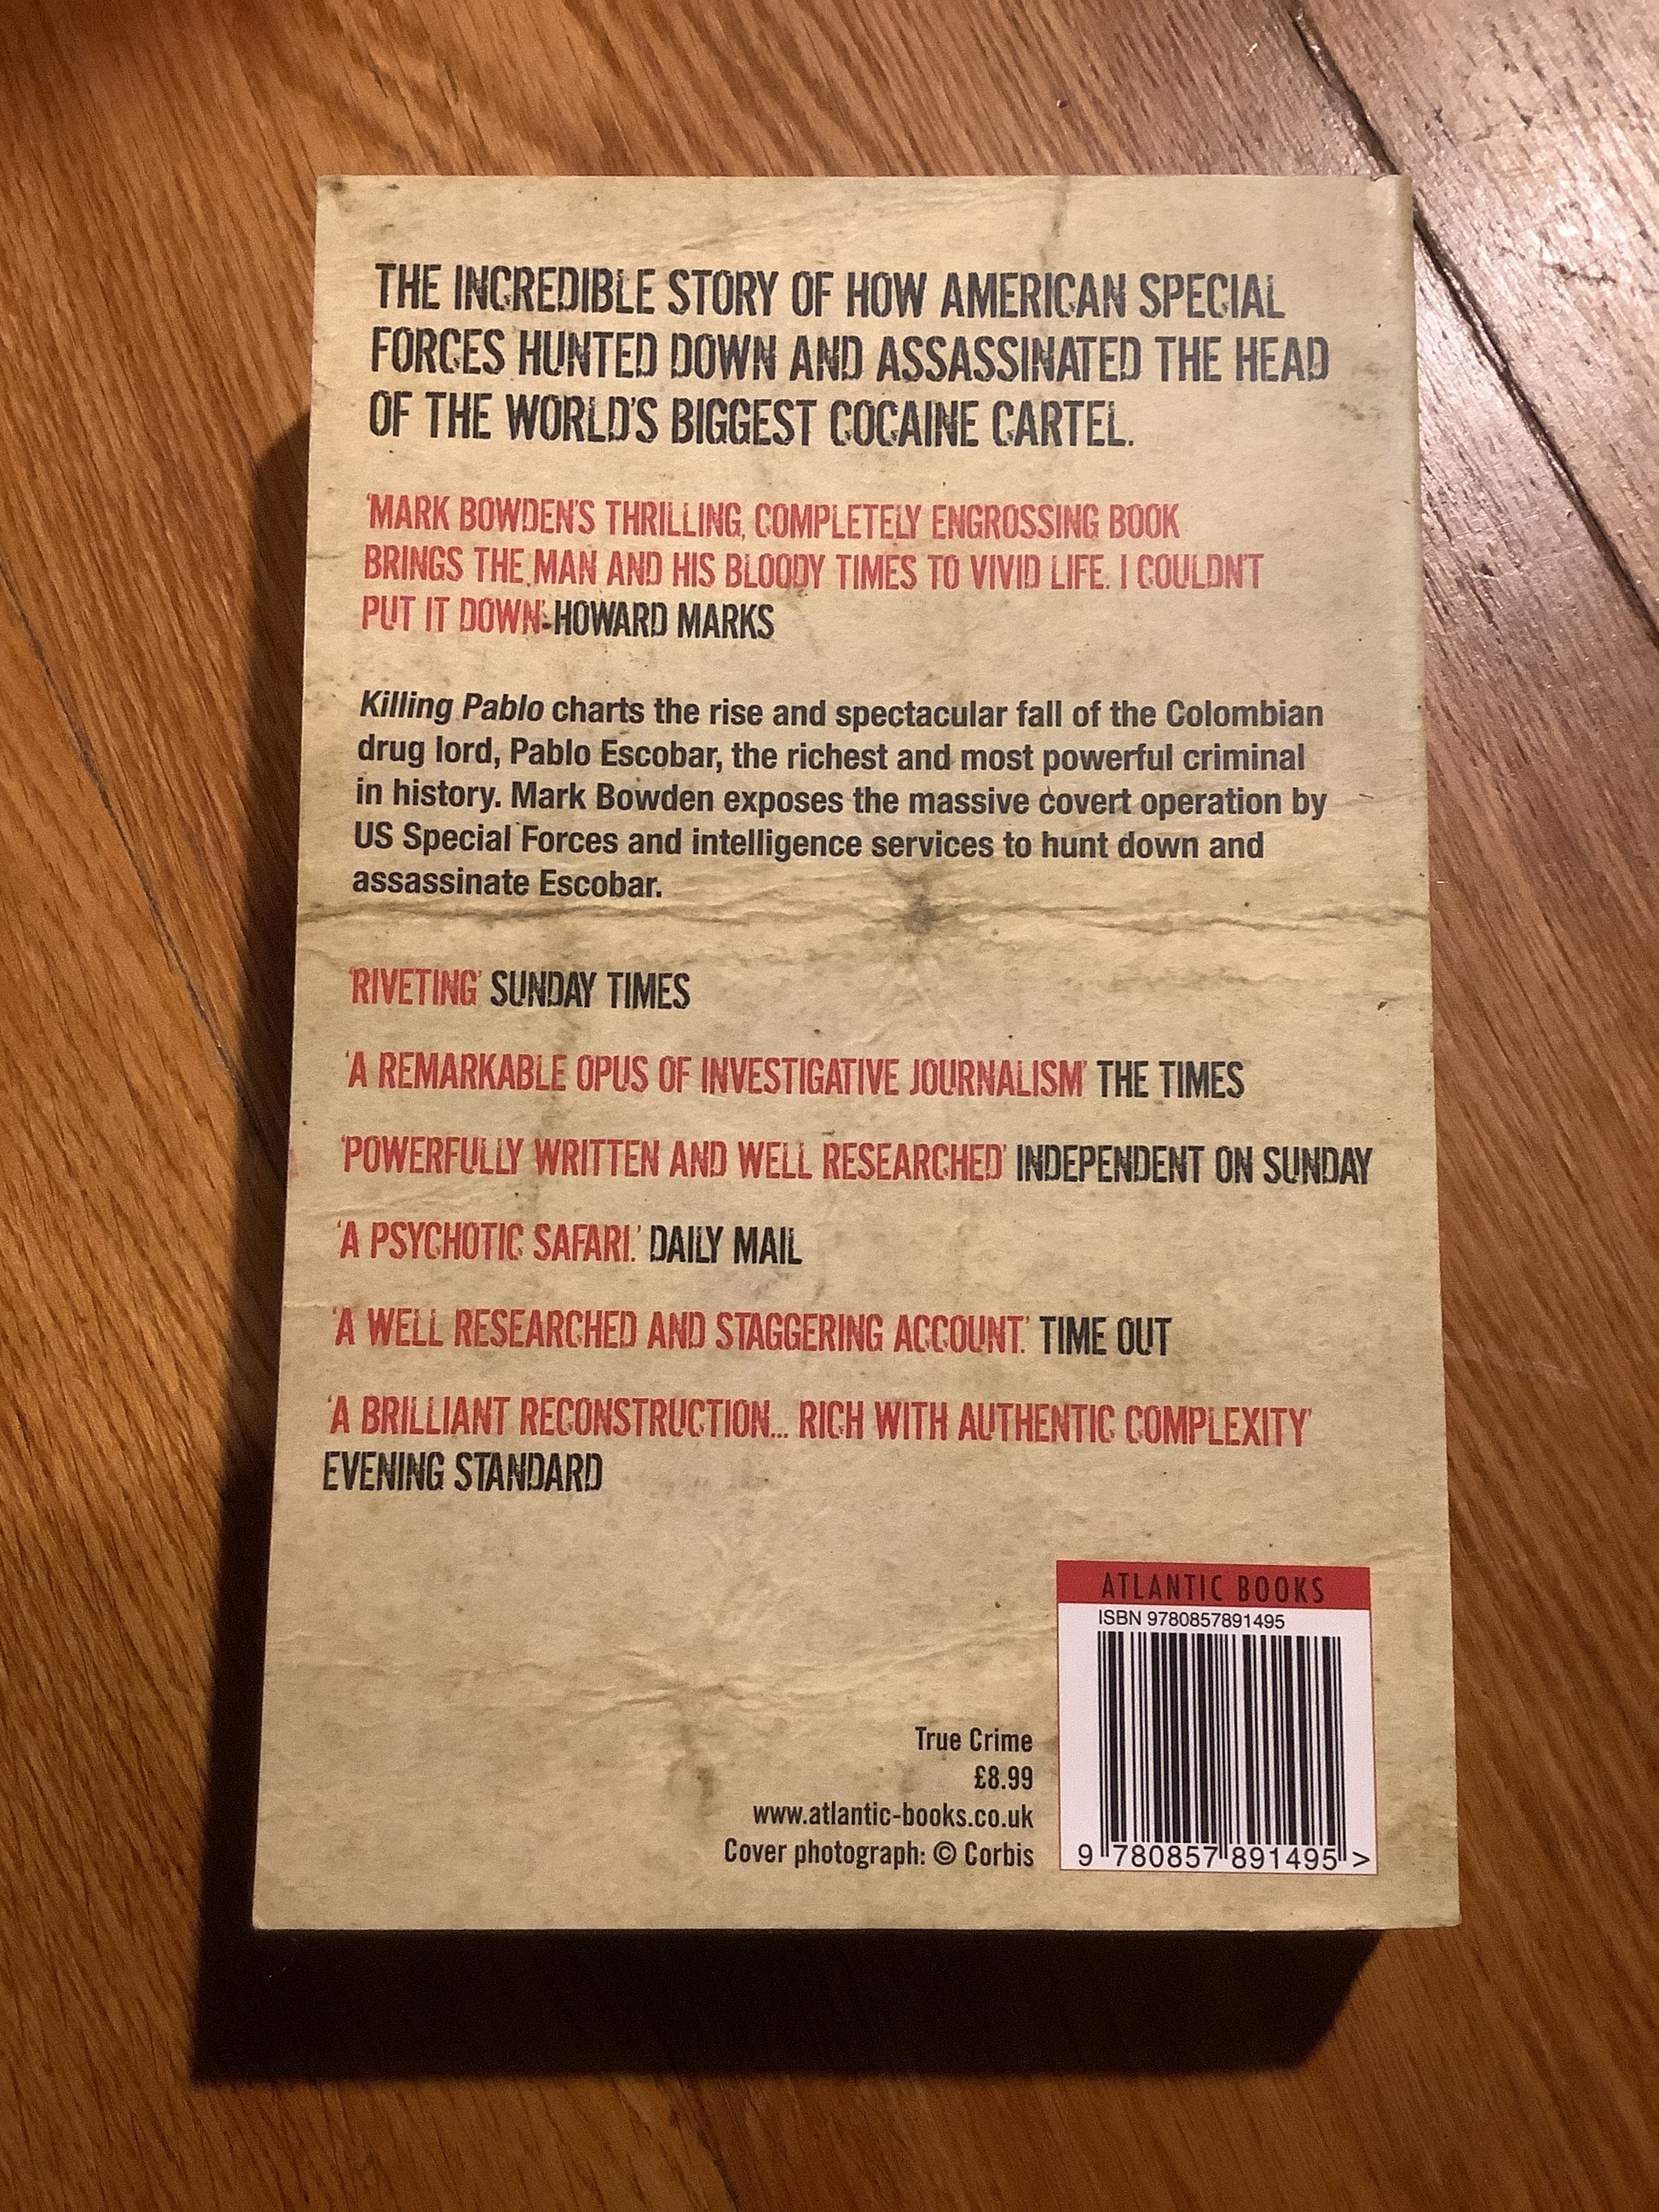 THE INCREDIBLE STORY OF HOW AMERICAN SPECIAL
FORCES HUNTED DOWN AND ASSASSINATED THE HEAD
OF THE WORLD'S BIGGEST COCAINE CARTEL.
'MARK BOWDEN'S THRILLING, COMPLETELY ENGROSSING BOOK
BRINGS THE MAN AND HIS BLOODY TIMES TO VIVID LIFE. I COULDN'T
PUT IT DOWN'-HOWARD MARKS
Killing Pablo charts the rise and spectacular fall of the Colombian
drug lord, Pablo Escobar, the richest and most powerful criminal
in history. Mark Bowden exposes the massive covert operation by
US Special Forces and intelligence services to hunt down and
assassinate Escobar.
'RIVETING' SUNDAY TIMES
'A REMARKABLE OPUS OF INVESTIGATIVE JOURNALISM' THE TIMES
'POWERFULLY WRITTEN AND WELL RESEARCHED' INDEPENDENT ON SUNDAY
'A PSYCHOTIC SAFARI.' DAILY MAIL
'A WELL RESEARCHED AND STAGGERING ACCOUNT.' TIME OUT
'A BRILLIANT RECONSTRUCTION... RICH WITH AUTHENTIC COMPLEXITY'
EVENING STANDARD
ATLANTIC BOOKS
ISBN 9780857891495
9 780857 891495 >
True Crime
£8.99
www.atlantic-books.co.uk
Cover photograph: © Corbis